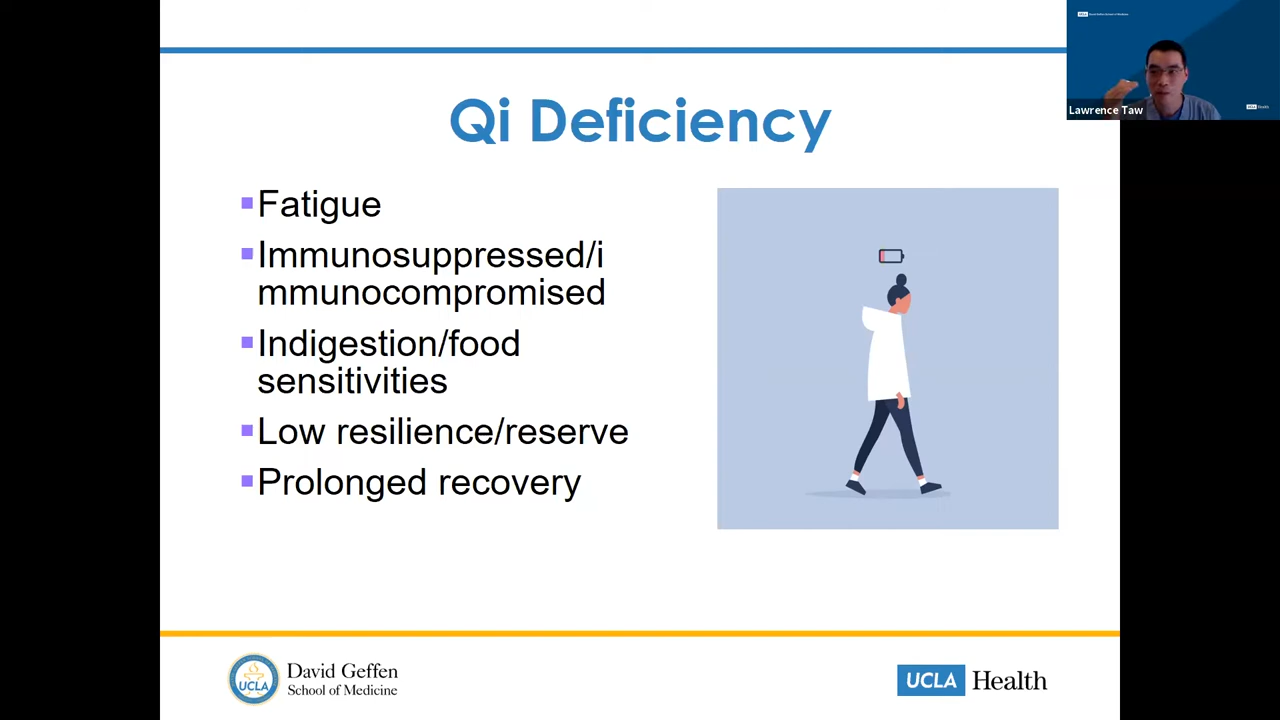 Qi Deficiency
Fatigue
Immunosuppressed/i
mmunocompromised
Indigestion/food
sensitivities
Low resilience/reserve
Prolonged recovery
Lawrence Taw
UCLA
David Geffen
School of Medicine
UCLA Health